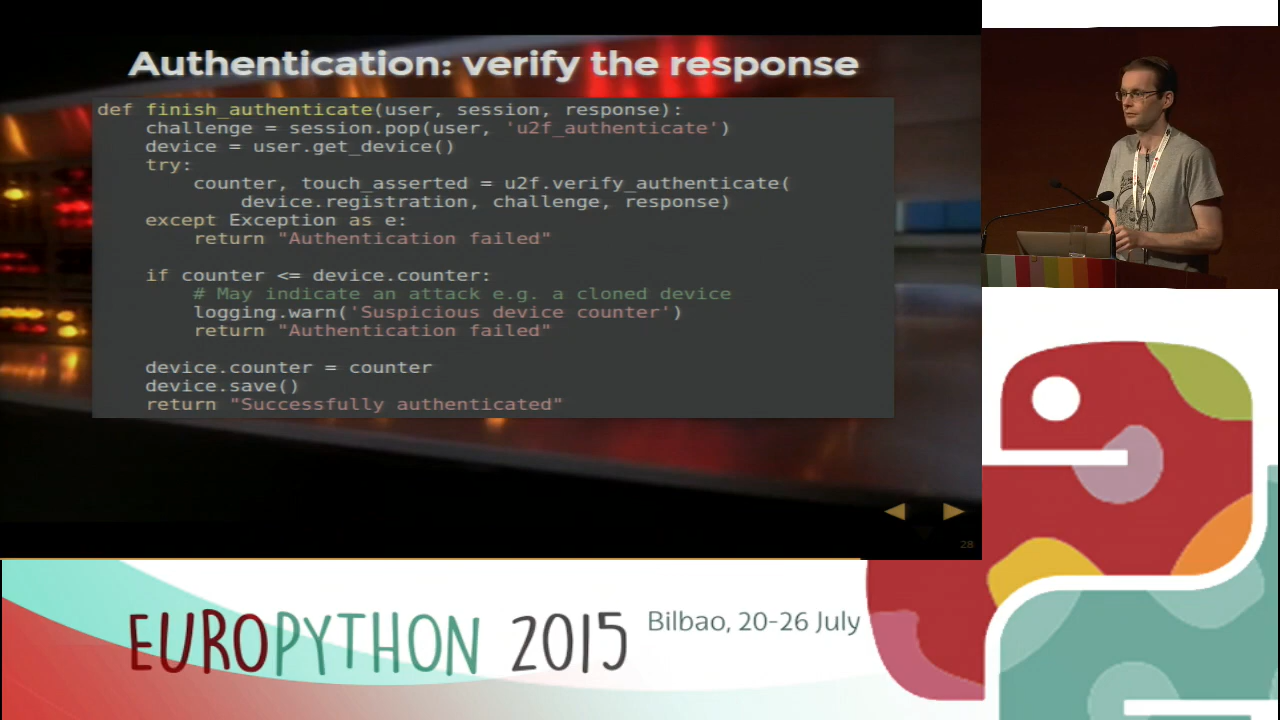 Authentication: verify the response
def finish_authenticate(user, session, response):
    challenge = session.pop(user, 'u2f_authenticate')
    device = user.get_device()
    try:
        counter, touch_asserted = u2f.verify_authenticate(
            device.registration, challenge, response)
    except Exception as e:
        return "Authentication failed"

    if counter <= device.counter:
        # May indicate an attack e.g. a cloned device
        logging.warn('Suspicious device counter')
        return "Authentication failed"

    device.counter = counter
    device.save()
    return "Successfully authenticated"
28
EUROPYTHON 2015
Bilbao, 20-26 July